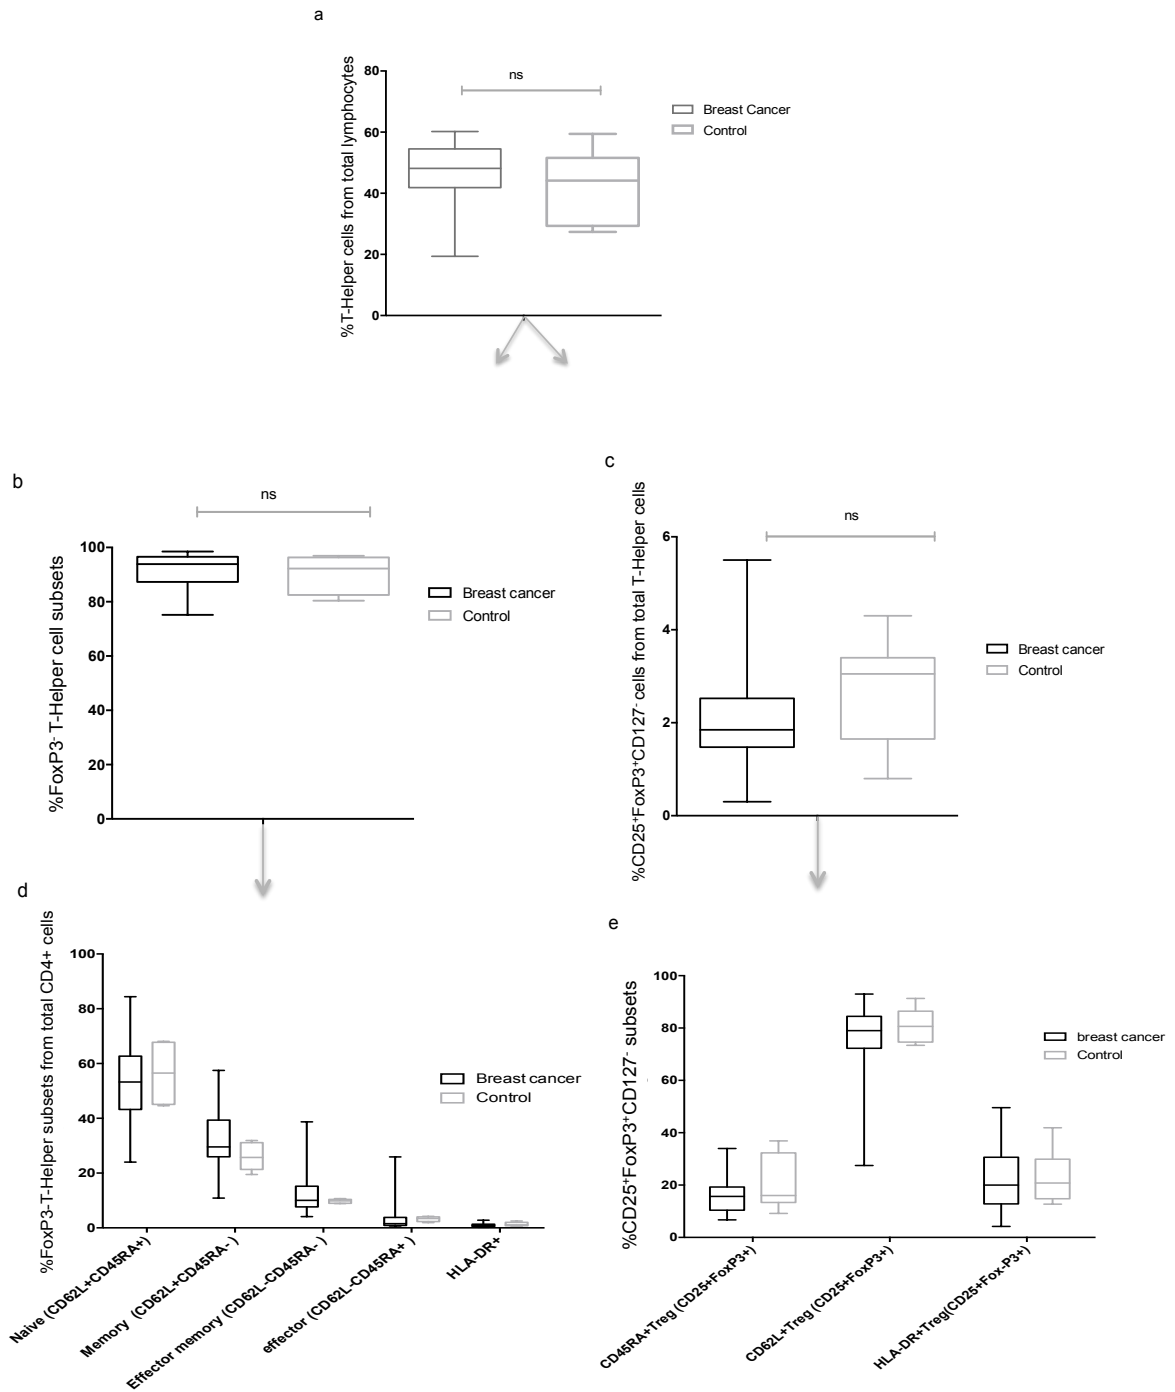 a
%T-Helper cells from total lymphocytes
80
60
40
20
0
ns
Breast Cancer
Control
b
%FoxP3- T-Helper cell subsets
100
80
60
40
20
0
ns
Breast cancer
Control
c
%CD25+FoxP3+CD127- cells from total T-Helper cells
6
4
2
0
ns
Breast cancer
Control
d
%FoxP3-T-Helper subsets from total CD4+ cells
100
80
60
40
20
0
Breast cancer
Control
Naive (CD62L+CD45RA+)
Memory (CD62L+CD45RA-)
Effector memory (CD62L-CD45RA- )
effector (CD62L-CD45RA+ )
HLA-DR+
e
%CD25+FoxP3+CD127- subsets
100
80
60
40
20
0
breast cancer
Control
CD45RA+Treg (CD25+FoxP3+)
CD62L+Treg (CD25+FoxP3+)
HLA-DR+Treg(CD25+Fox-P3+)